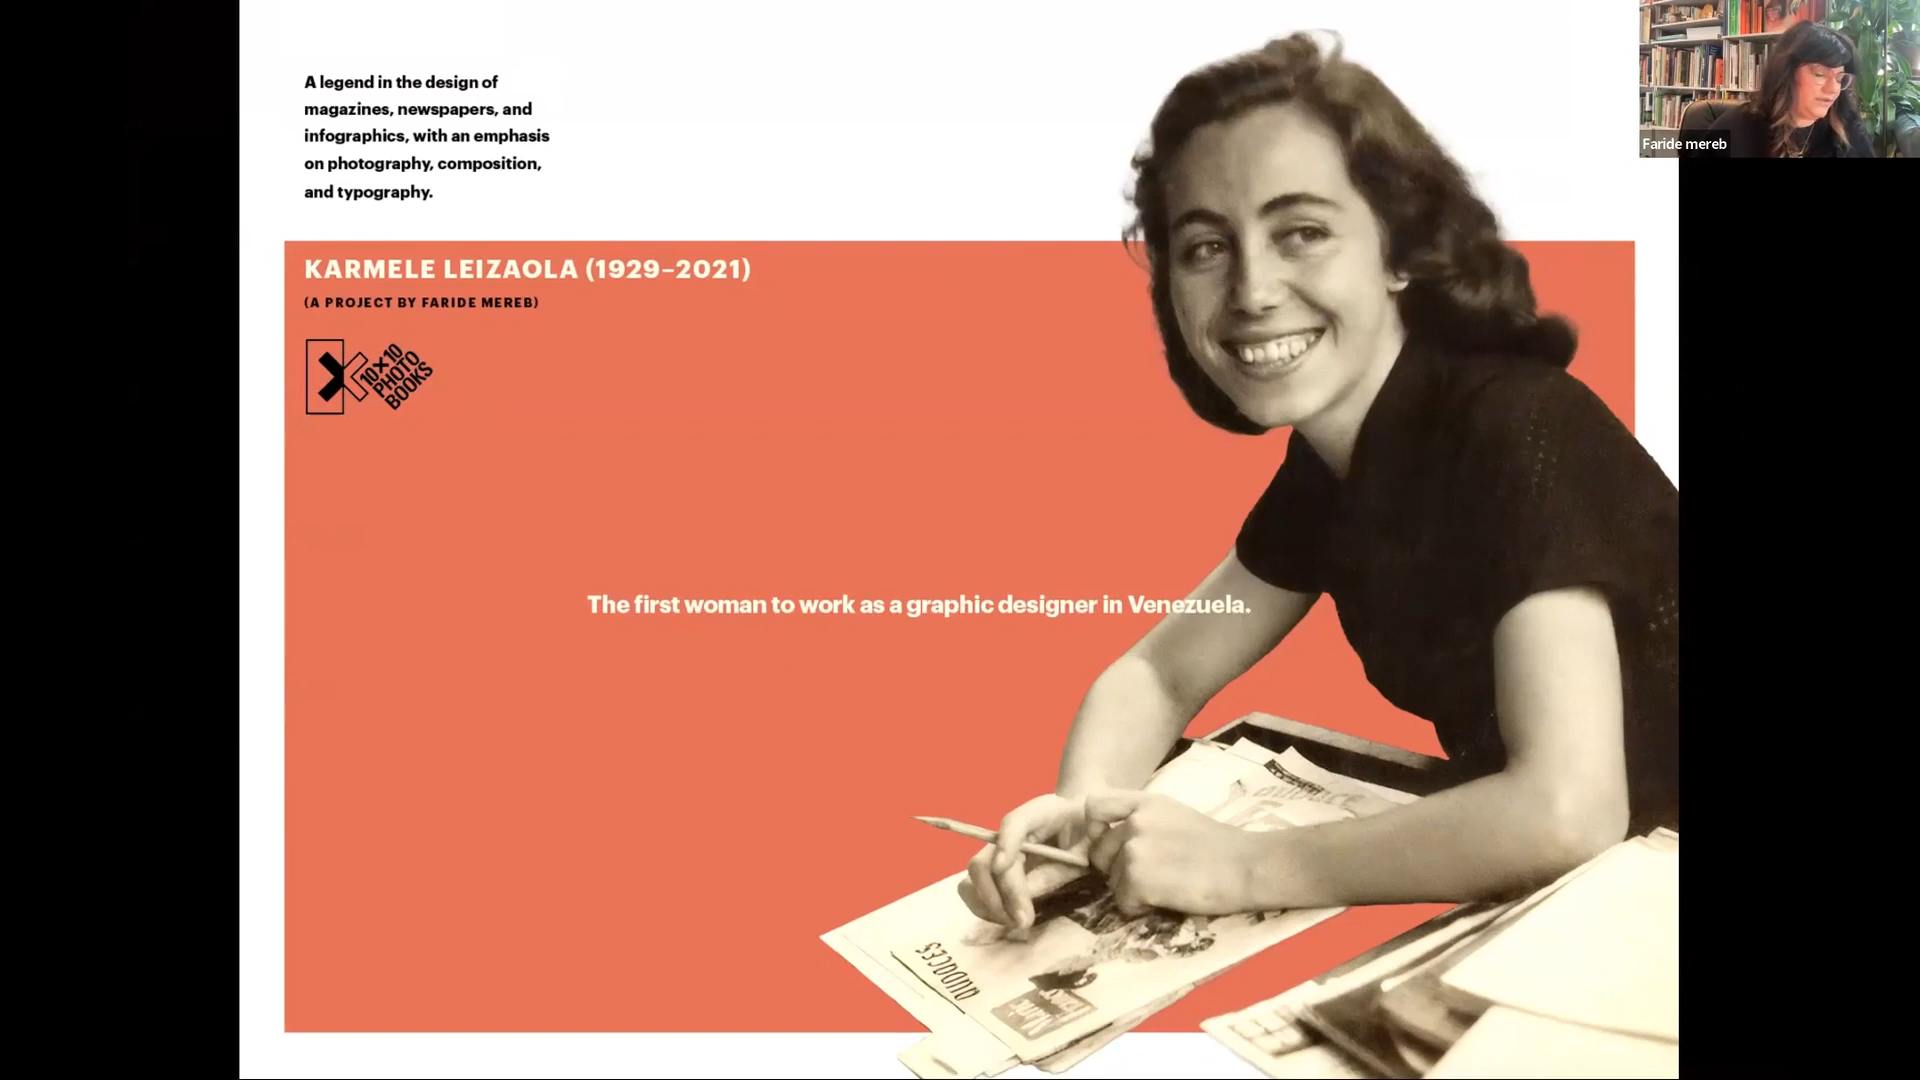 A legend in the design of
magazines, newspapers, and
infographics, with an emphasis
on photography, composition,
and typography.
KARMELE LEIZAOLA (1929–2021)
(A PROJECT BY FARIDE MEREB)
10×10
PHOTO
BOOKS
The first woman to work as a graphic designer in Venezuela.
AUDACES
Faride mereb